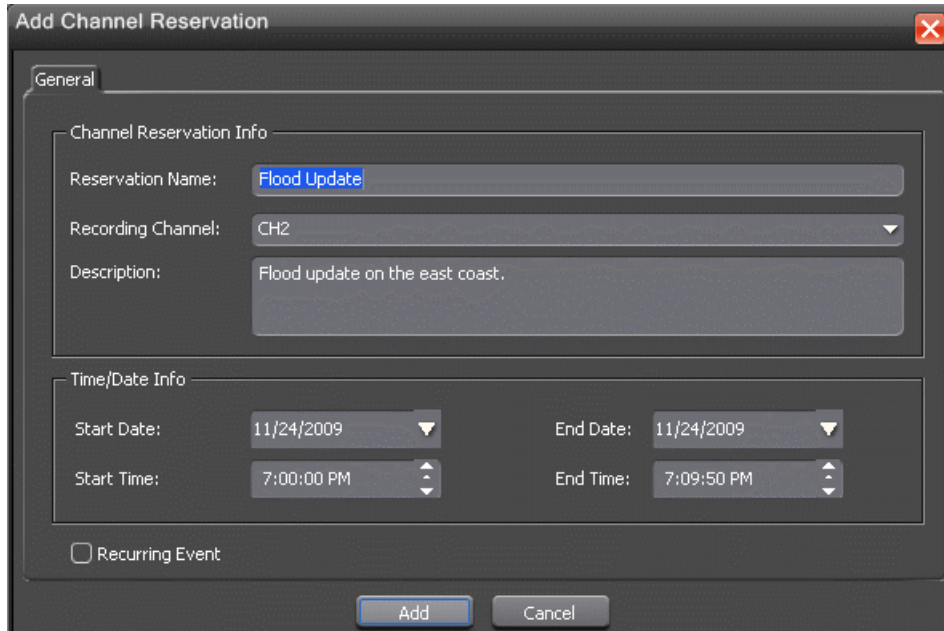 Add Channel Reservation
General
Channel Reservation Info
Reservation Name: Flood Update
Recording Channel: CH2
Description: Flood update on the east coast.
Time/Date Info
Start Date: 11/24/2009 End Date: 11/24/2009
Start Time: 7:00:00 PM End Time: 7:09:50 PM
Recurring Event
Add Cancel